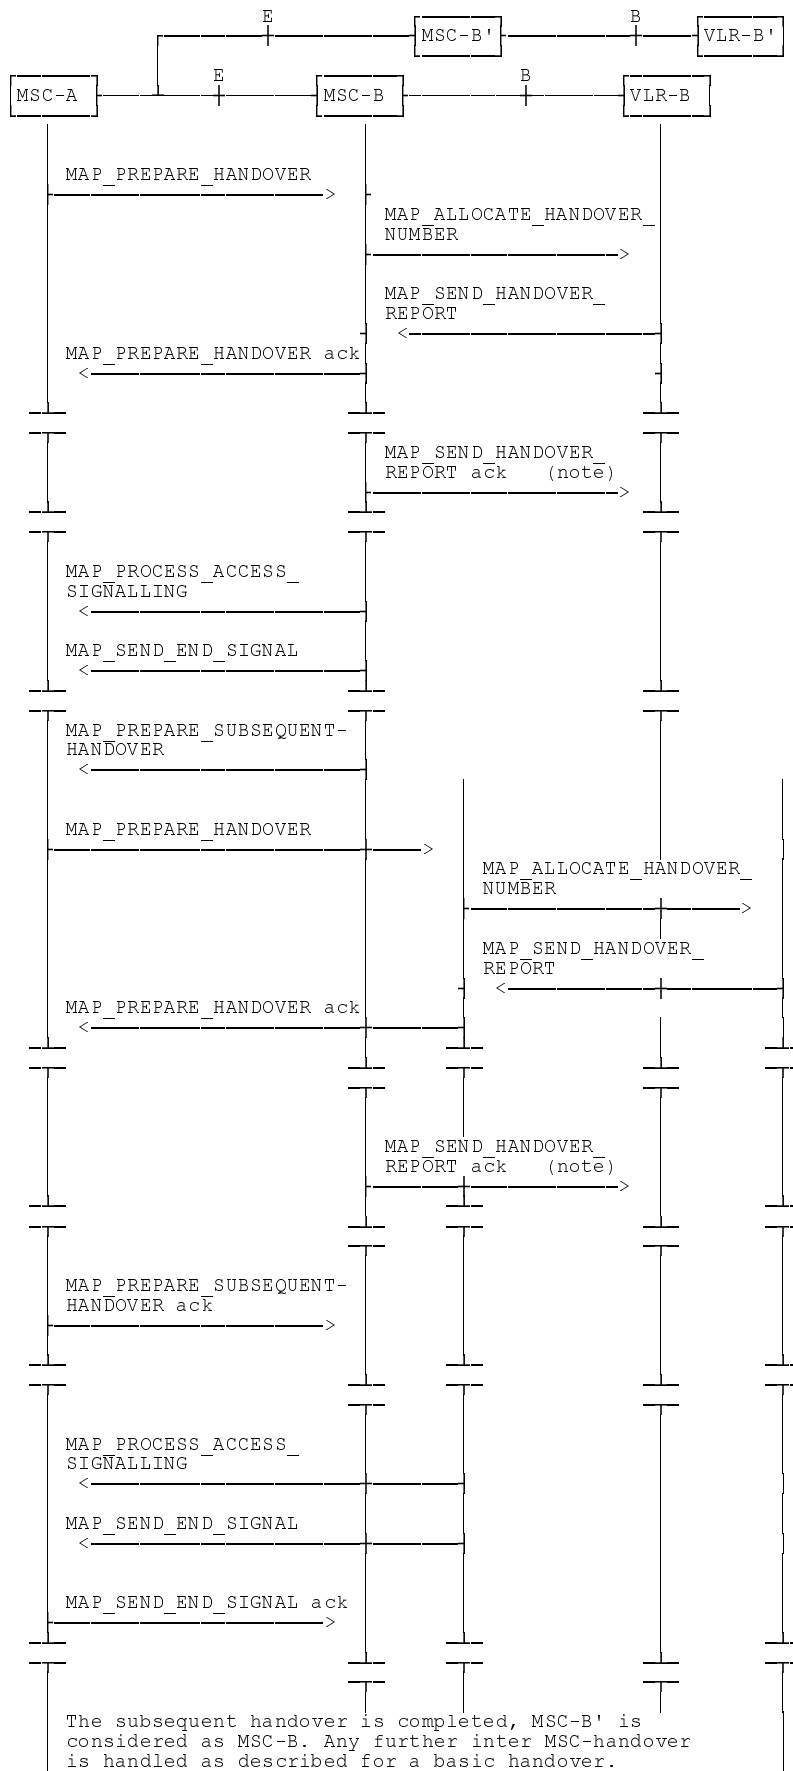 E
B
MSC-B'
VLR-B'
E
B
MSC-A
MSC-B
VLR-B
MAP_PREPARE_HANDOVER
MAP_ALLOCATE_HANDOVER_
NUMBER
MAP_SEND_HANDOVER_
REPORT
MAP_PREPARE_HANDOVER ack
MAP_SEND_HANDOVER_
REPORT ack (note)
MAP_PROCESS_ACCESS_
SIGNALLING
MAP_SEND_END_SIGNAL
MAP_PREPARE_SUBSEQUENT-
HANDOVER
MAP_PREPARE_HANDOVER
MAP_ALLOCATE_HANDOVER_
NUMBER
MAP_SEND_HANDOVER_
REPORT
MAP_PREPARE_HANDOVER ack
MAP_SEND_HANDOVER_
REPORT ack (note)
MAP_PREPARE_SUBSEQUENT-
HANDOVER ack
MAP_PROCESS_ACCESS_
SIGNALLING
MAP_SEND_END_SIGNAL
MAP_SEND_END_SIGNAL ack
The subsequent handover is completed, MSC-B' is
considered as MSC-B. Any further inter MSC-handover
is handled as described for a basic handover.